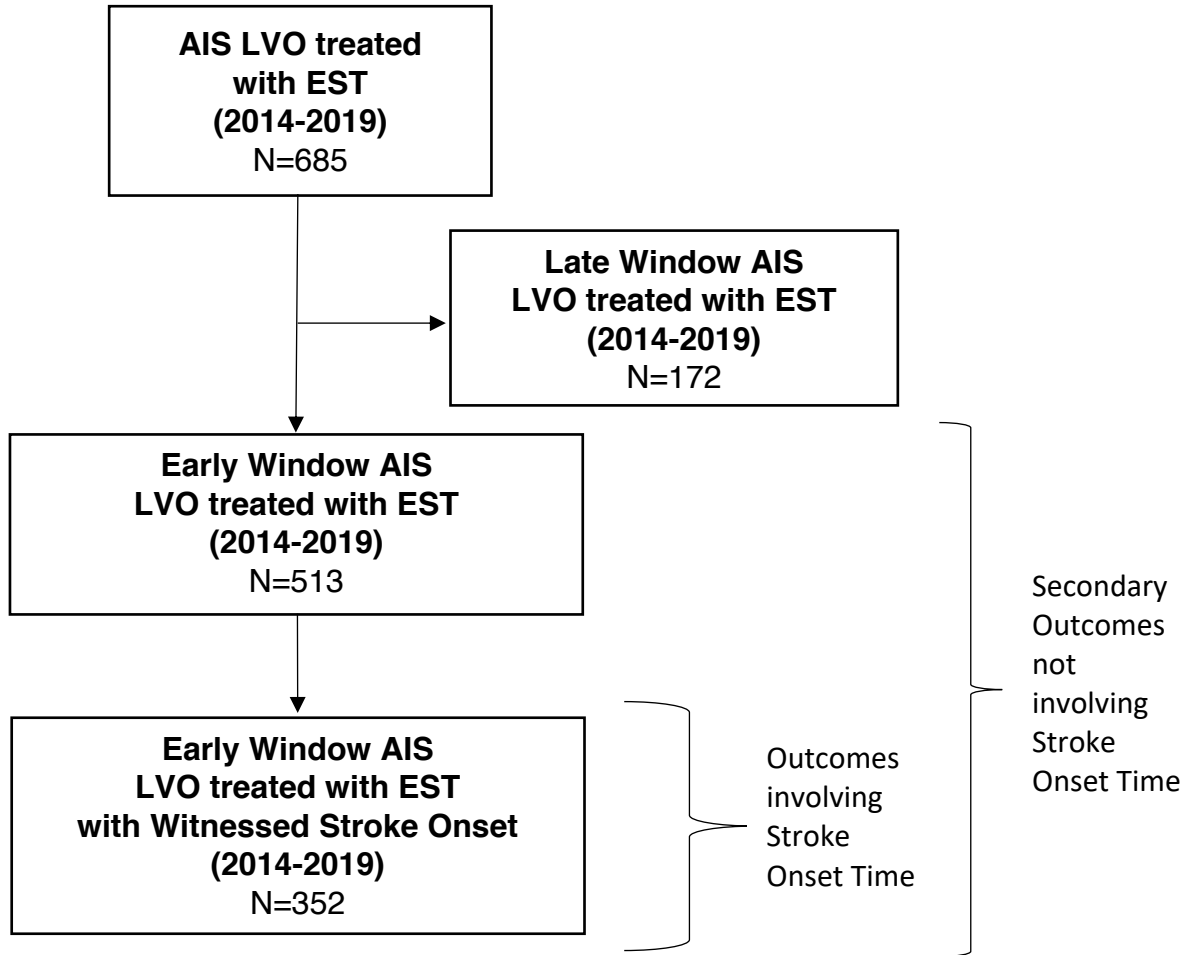 AIS LVO treated
with EST
(2014-2019)
N=685
Late Window AIS
LVO treated with EST
(2014-2019)
N=172
Early Window AIS
LVO treated with EST
(2014-2019)
N=513
Early Window AIS
LVO treated with EST
with Witnessed Stroke Onset
(2014-2019)
N=352
Outcomes
involving
Stroke
Onset Time
Secondary
Outcomes
not
involving
Stroke
Onset Time